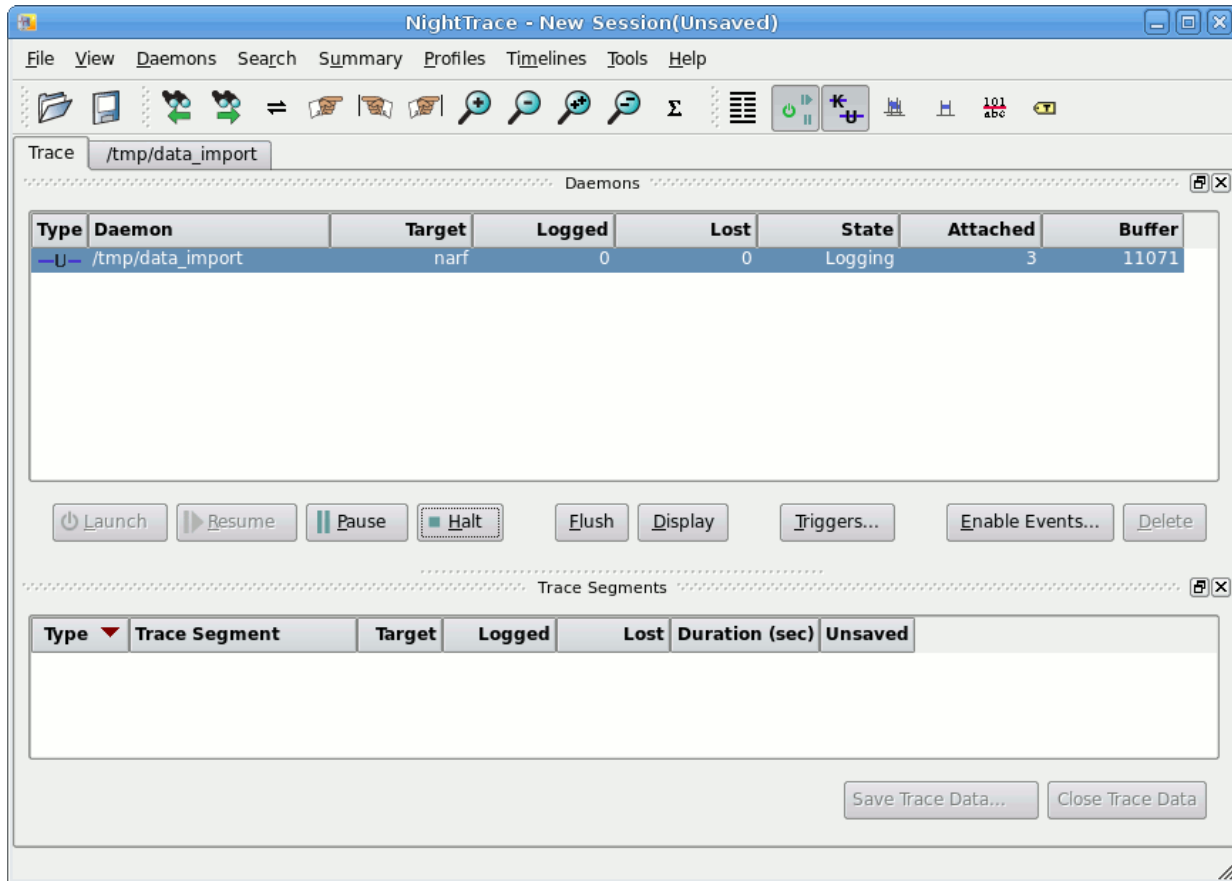 NightTrace - New Session(Unsaved)
File View Daemons Search Summary Profiles Timelines Tools Help
Σ K U H H 101 abc T
Trace /tmp/data_import
Daemons
Type Daemon Target Logged Lost State Attached Buffer
U /tmp/data_import narf 0 0 Logging 3 11071
Launch Resume Pause Halt Flush Display Triggers... Enable Events... Delete
Trace Segments
Type Trace Segment Target Logged Lost Duration (sec) Unsaved
Save Trace Data... Close Trace Data